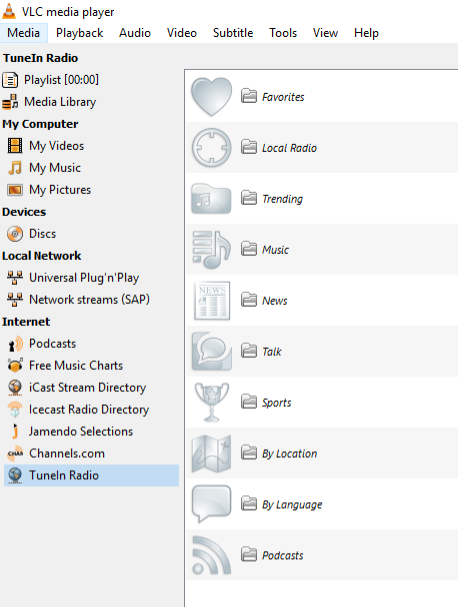 VLC media player
Media Playback Audio Video Subtitle Tools View Help
TuneIn Radio
Playlist [00:00]
Media Library
My Computer
My Videos
My Music
My Pictures
Devices
Discs
Local Network
Universal Plug'n'Play
Network streams (SAP)
Internet
Podcasts
Free Music Charts
iCast Stream Directory
Icecast Radio Directory
Jamendo Selections
CHAN Channels.com
TuneIn Radio
Favorites
Local Radio
Trending
Music
NEWS News
Talk
Sports
By Location
By Language
Podcasts